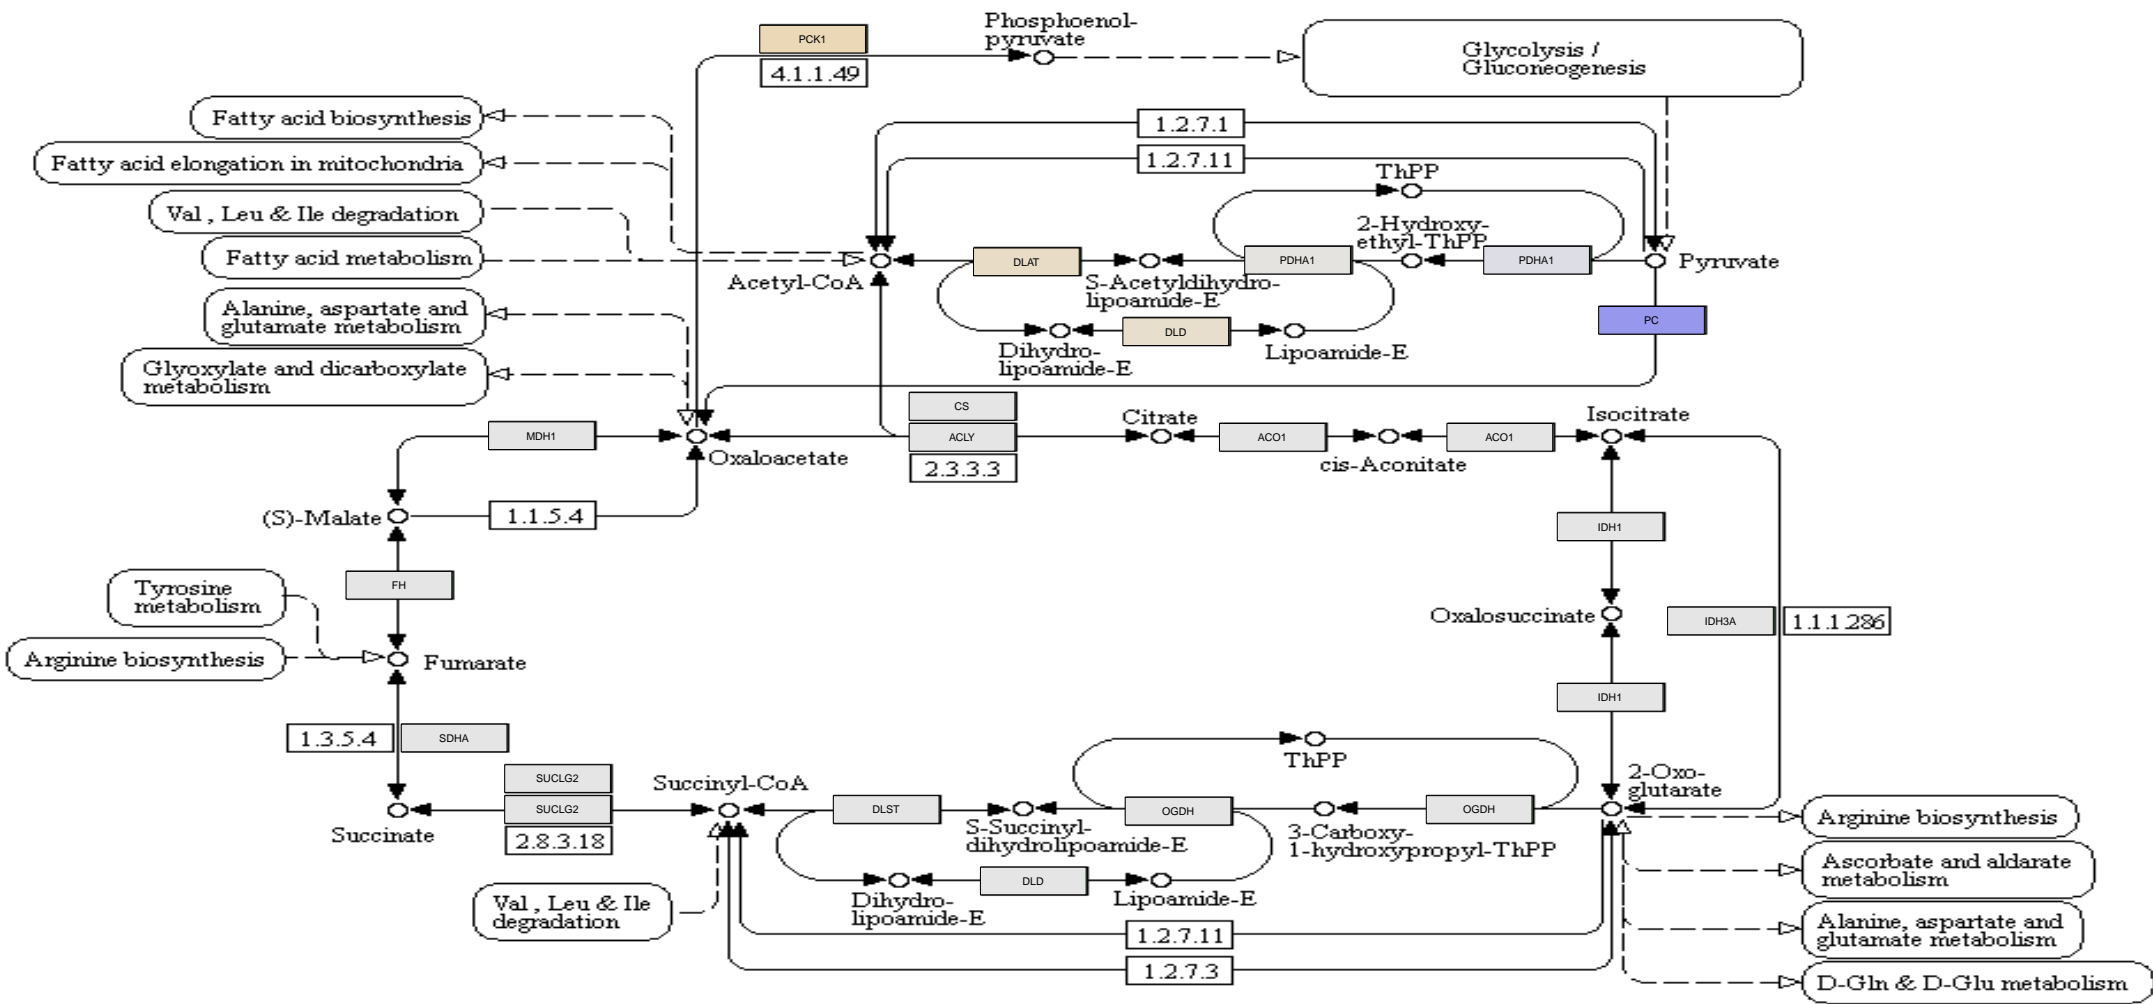 Phosphoenol-
pyruvate
PCK1
4.1.1.49
Glycolysis /
Gluconeogenesis
Fatty acid biosynthesis
Fatty acid elongation in mitochondria
Val , Leu & Ile degradation
Fatty acid metabolism
Alanine, aspartate and
glutamate metabolism
Glyoxylate and dicarboxylate
metabolism
1.2.7.1
1.2.7.11
ThPP
2-Hydroxy-
ethyl-ThPP
DLAT
PDHA1
PDHA1
Pyruvate
Acetyl-CoA
S-Acetyldihydro-
lipoamide-E
PC
DLD
Dihydro-
lipoamide-E
Lipoamide-E
CS
Citrate
Isocitrate
MDH1
ACLY
ACO1
ACO1
Oxaloacetate
2.3.3.3
cis-Aconitate
(S)-Malate
1.1.5.4
IDH1
FH
Tyrosine
metabolism
Oxalosuccinate
IDH3A
1.1.1.286
Arginine biosynthesis
Fumarate
IDH1
1.3.5.4
SDHA
ThPP
SUCLG2
Succinyl-CoA
2-Oxo-
glutarate
SUCLG2
DLST
OGDH
OGDH
Succinate
2.8.3.18
S-Succinyl-
dihydrolipoamide-E
3-Carboxy-
1-hydroxypropyl-ThPP
Arginine biosynthesis
Ascorbate and aldarate
metabolism
DLD
Val , Leu & Ile
degradation
Dihydro-
lipoamide-E
Lipoamide-E
Alanine, aspartate and
glutamate metabolism
1.2.7.11
1.2.7.3
D-Gln & D-Glu metabolism